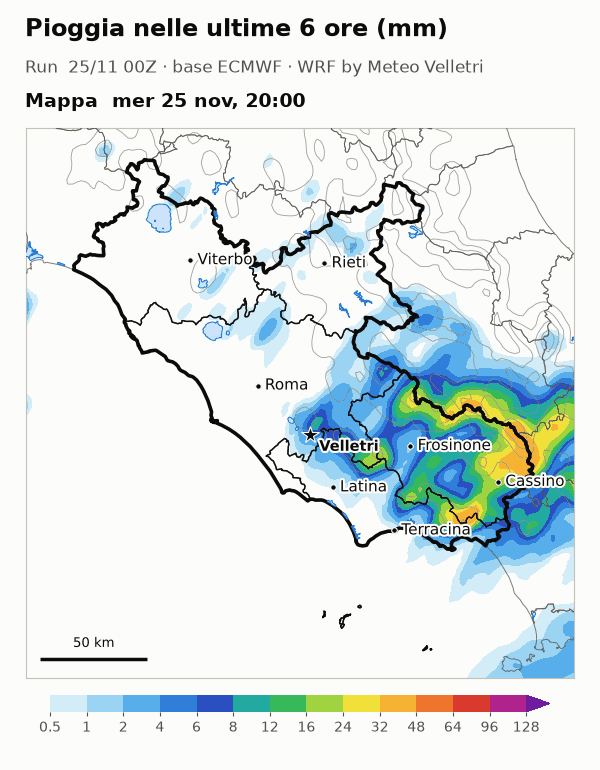 Pioggia nelle ultime 6 ore (mm)
Run  25/11 00Z · base ECMWF · WRF by Meteo Velletri
Mappa  mer 25 nov, 20:00
Viterbo
Rieti
Roma
Velletri
Frosinone
Cassino
Latina
Terracina
50 km
0.5 1 2 4 6 8 12 16 24 32 48 64 96 128